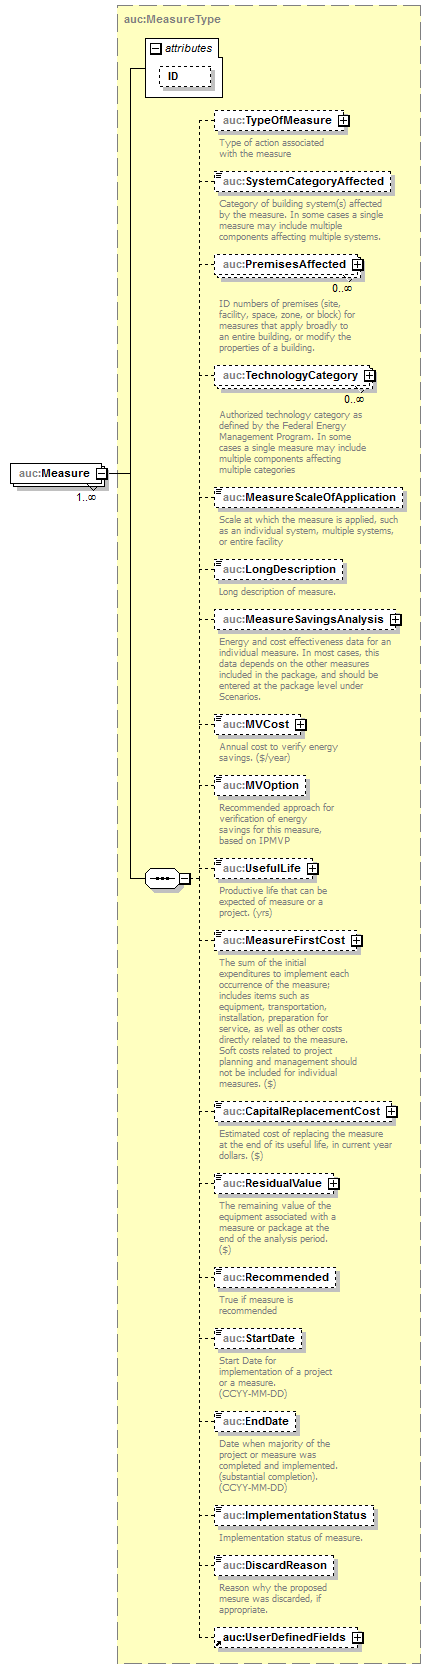 auc:MeasureType
attributes
ID
auc:TypeOfMeasure
Type of action associated
with the measure
auc:SystemCategoryAffected
Category of building system(s) affected
by the measure. In some cases a single
measure may include multiple
components affecting multiple systems.
auc:PremisesAffected
0..∞
ID numbers of premises (site,
facility, space, zone, or block) for
measures that apply broadly to
an entire building, or modify the
properties of a building.
auc:TechnologyCategory
0..∞
Authorized technology category as
defined by the Federal Energy
Management Program. In some
cases a single measure may include
multiple components affecting
multiple categories
auc:Measure
1..∞
auc:MeasureScaleOfApplication
Scale at which the measure is applied, such
as an individual system, multiple systems,
or entire facility
auc:LongDescription
Long description of measure.
auc:MeasureSavingsAnalysis
Energy and cost effectiveness data for an
individual measure. In most cases, this
data depends on the other measures
included in the package, and should be
entered at the package level under
Scenarios.
auc:MVCost
Annual cost to verify energy
savings. ($/year)
auc:MVOption
Recommended approach for
verification of energy
savings for this measure,
based on IPMVP
auc:UsefulLife
Productive life that can be
expected of measure or a
project. (yrs)
auc:MeasureFirstCost
The sum of the initial
expenditures to implement each
occurrence of the measure;
includes items such as
equipment, transportation,
installation, preparation for
service, as well as other costs
directly related to the measure.
Soft costs related to project
planning and management should
not be included for individual
measures. ($)
auc:CapitalReplacementCost
Estimated cost of replacing the measure
at the end of its useful life, in current year
dollars. ($)
auc:ResidualValue
The remaining value of the
equipment associated with a
measure or package at the
end of the analysis period.
($)
auc:Recommended
True if measure is
recommended
auc:StartDate
Start Date for
implementation of a project
or a measure.
(CCYY-MM-DD)
auc:EndDate
Date when majority of the
project or measure was
completed and implemented.
(substantial completion).
(CCYY-MM-DD)
auc:ImplementationStatus
Implementation status of measure.
auc:DiscardReason
Reason why the proposed
mesure was discarded, if
appropriate.
auc:UserDefinedFields